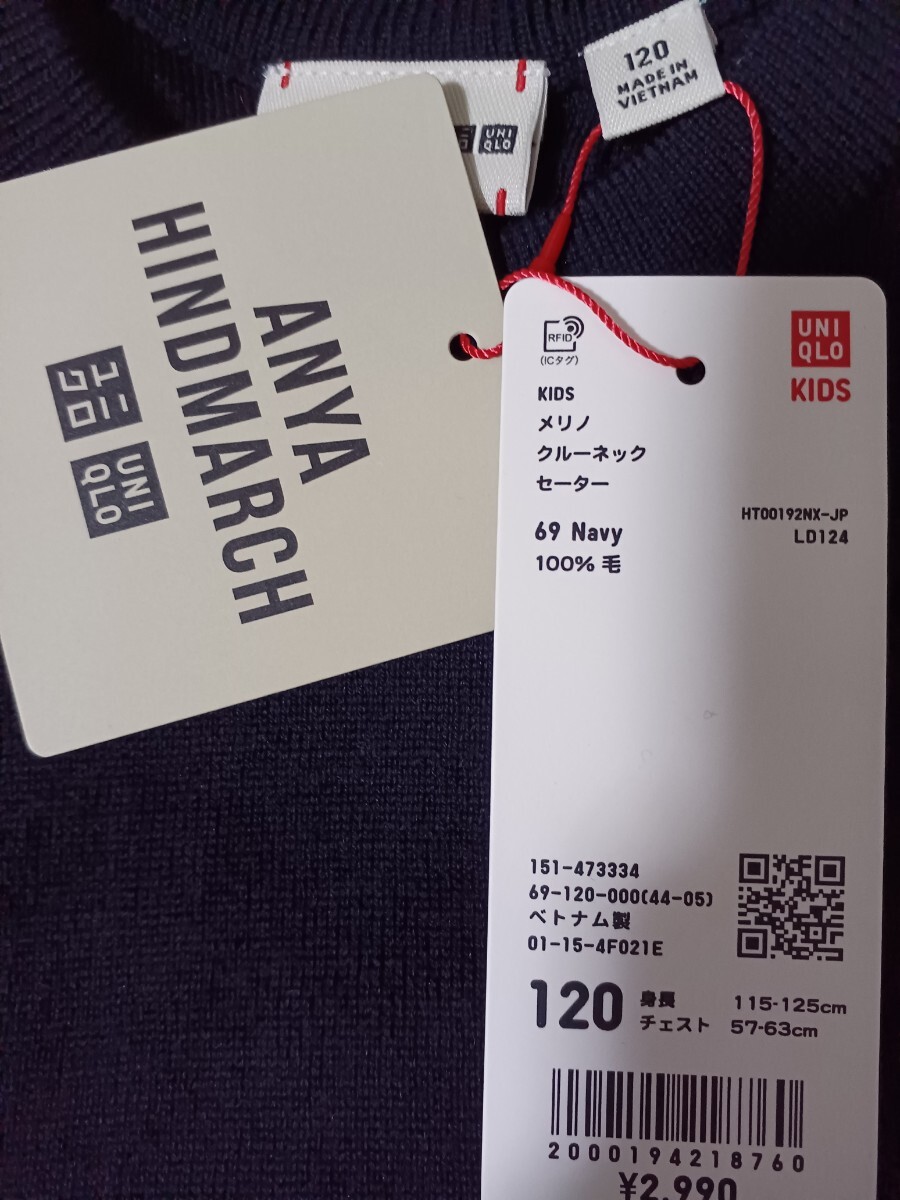 120
MADE IN
VIETNAM
UNI
QLO
ANYA
HINDMARCH
ユニ
クロ
UNI
QLO
RFID
(ICタグ)
UNI
QLO
KIDS
KIDS
メリノ
クルーネック
セーター
HT00192NX-JP
LD124
69 Navy
100% 毛
151-473334
69-120-000(44-05)
ベトナム製
01-15-4F021E
120
身長 115-125cm
チェスト 57-63cm
2000194218760
¥2,990